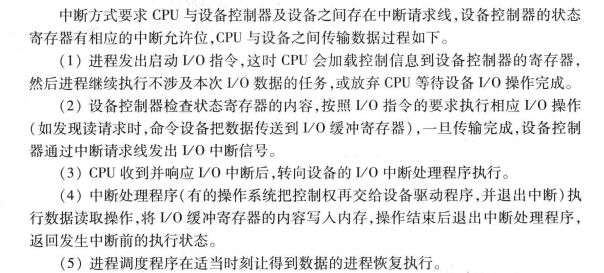 中断方式要求 CPU 与设备控制器及设备之间存在中断请求线,设备控制器的状态
寄存器有相应的中断允许位,CPU 与设备之间传输数据过程如下。
(1) 进程发出启动 I/O 指令,这时 CPU 会加载控制信息到设备控制器的寄存器,
然后进程继续执行不涉及本次 I/O 数据的任务,或放弃 CPU 等待设备 I/O 操作完成。
(2) 设备控制器检查状态寄存器的内容,按照 I/O 指令的要求执行相应 I/O 操作
(如发现读请求时,命令设备把数据传送到 I/O 缓冲寄存器),一旦传输完成,设备控制
器通过中断请求线发出 I/O 中断信号。
(3) CPU 收到并响应 I/O 中断后,转向设备的 I/O 中断处理程序执行。
(4) 中断处理程序(有的操作系统把控制权再交给设备驱动程序,并退出中断)执
行数据读取操作,将 I/O 缓冲寄存器的内容写入内存,操作结束后退出中断处理程序,
返回发生中断前的执行状态。
(5) 进程调度程序在适当时刻让得到数据的进程恢复执行。